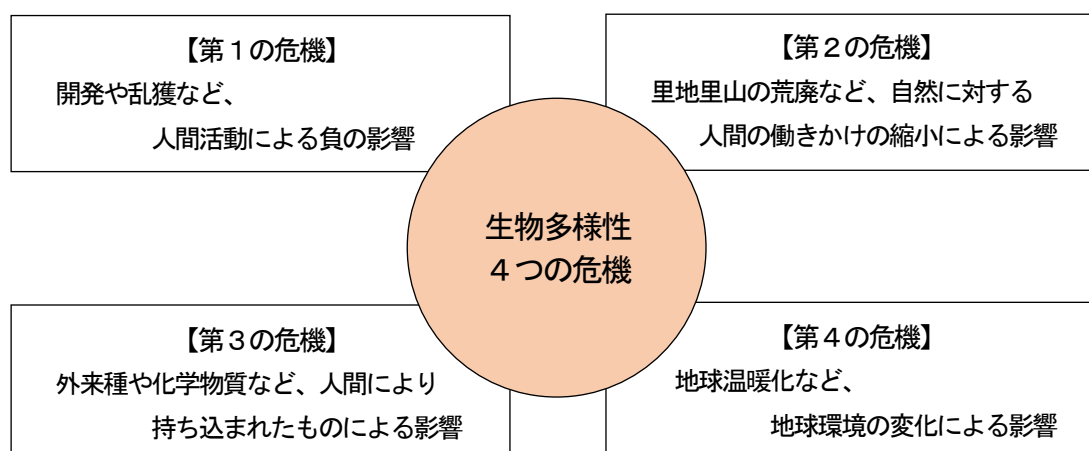 【第１の危機】
開発や乱獲など、
人間活動による負の影響
【第２の危機】
里地里山の荒廃など、自然に対する
人間の働きかけの縮小による影響
生物多様性
４つの危機
【第３の危機】
外来種や化学物質など、人間により
持ち込まれたものによる影響
【第４の危機】
地球温暖化など、
地球環境の変化による影響